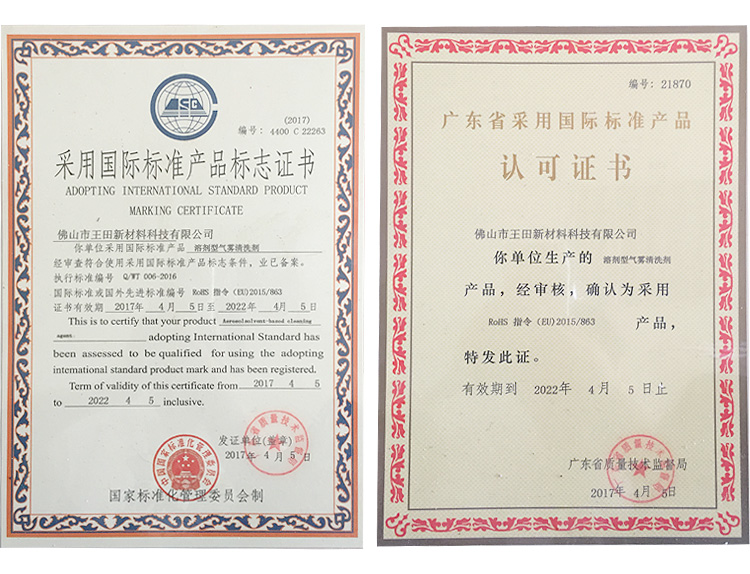 (2017)
编号: 4400 C 22263
采用国际标准产品标志证书
ADOPTING INTERNATIONAL STANDARD PRODUCT
MARKING CERTIFICATE
佛山市王田新材料科技有限公司
你单位采用国际标准产品 溶剂型气雾清洗剂
经审查符合使用采用国际标准产品标志条件，业已备案。
执行标准编号 Q/WT 006-2016
国际标准或国外先进标准编号 RoHS 指令 (EU)2015/863
证书有效期 2017年 4月 5日至 2022年 4月 5日
This is to certify that your product Aerosolsolvent-based cleaning
agent. adopting International Standard has
been assessed to be qualified for using the adopting
international standard product mark and has been registered.
Term of validity of this certificate from 2017 4 5
to 2022 4 5 inclusive.
发证单位(盖章)
2017年 4月 5日
国家标准化管理委员会制
编号: 21870
广东省采用国际标准产品
认可证书
佛山市王田新材料科技有限公司
你单位生产的 溶剂型气雾清洗剂
产品，经审核，确认为采用
RoHS 指令 (EU)2015/863 产品，
特发此证。
有效期到 2022年 4月 5日止
广东省质量技术监督局
2017年 4月 5日